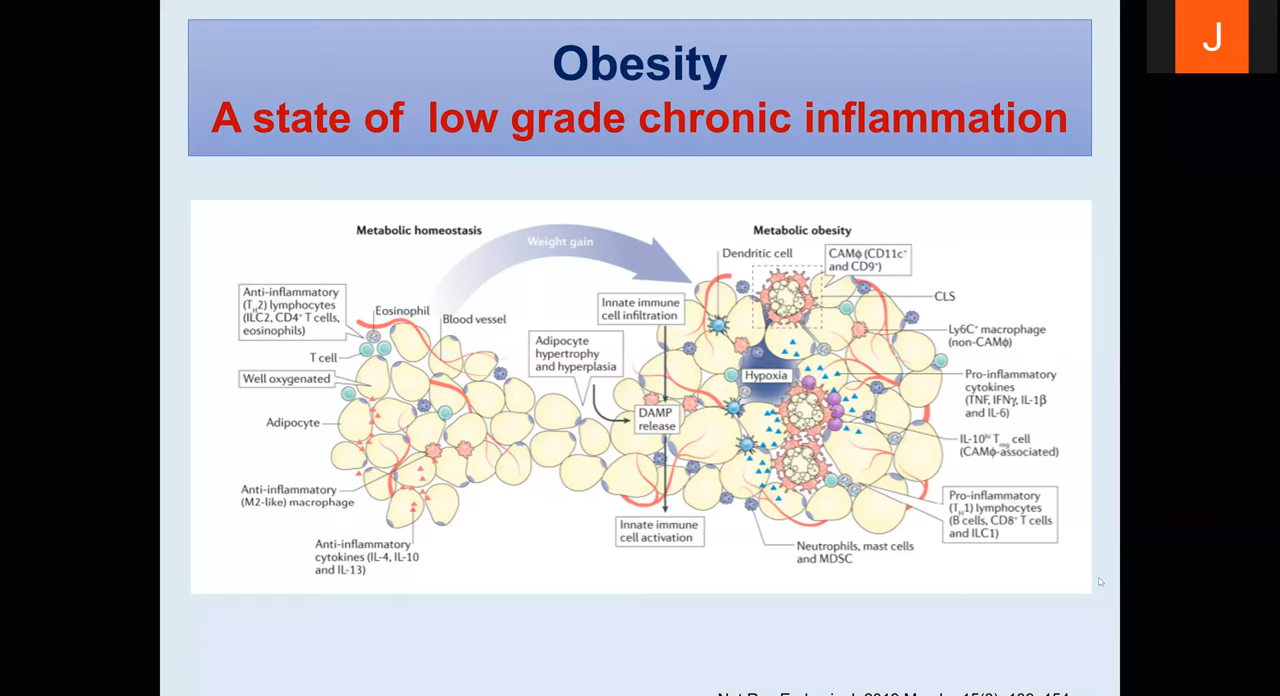 J
Obesity
A state of low grade chronic inflammation
Metabolic homeostasis
Weight gain
Metabolic obesity
Anti-inflammatory
(TH2) lymphocytes
(ILC2, CD4+ T cells,
eosinophils)
Eosinophil
Blood vessel
T cell
Well oxygenated
Adipocyte
Anti-inflammatory
(M2-like) macrophage
Anti-inflammatory
cytokines (IL-4, IL-10
and IL-13)
Adipocyte
hypertrophy
and hyperplasia
Innate immune
cell infiltration
DAMP
release
Innate immune
cell activation
Dendritic cell
CAMϕ (CD11c+
and CD9+)
CLS
Ly6C+ macrophage
(non-CAMϕ)
Hypoxia
Pro-inflammatory
cytokines
(TNF, IFNγ, IL-1β
and IL-6)
IL-10hi Treg cell
(CAMϕ-associated)
Pro-inflammatory
(TH1) lymphocytes
(B cells, CD8+ T cells
and ILC1)
Neutrophils, mast cells
and MDSC